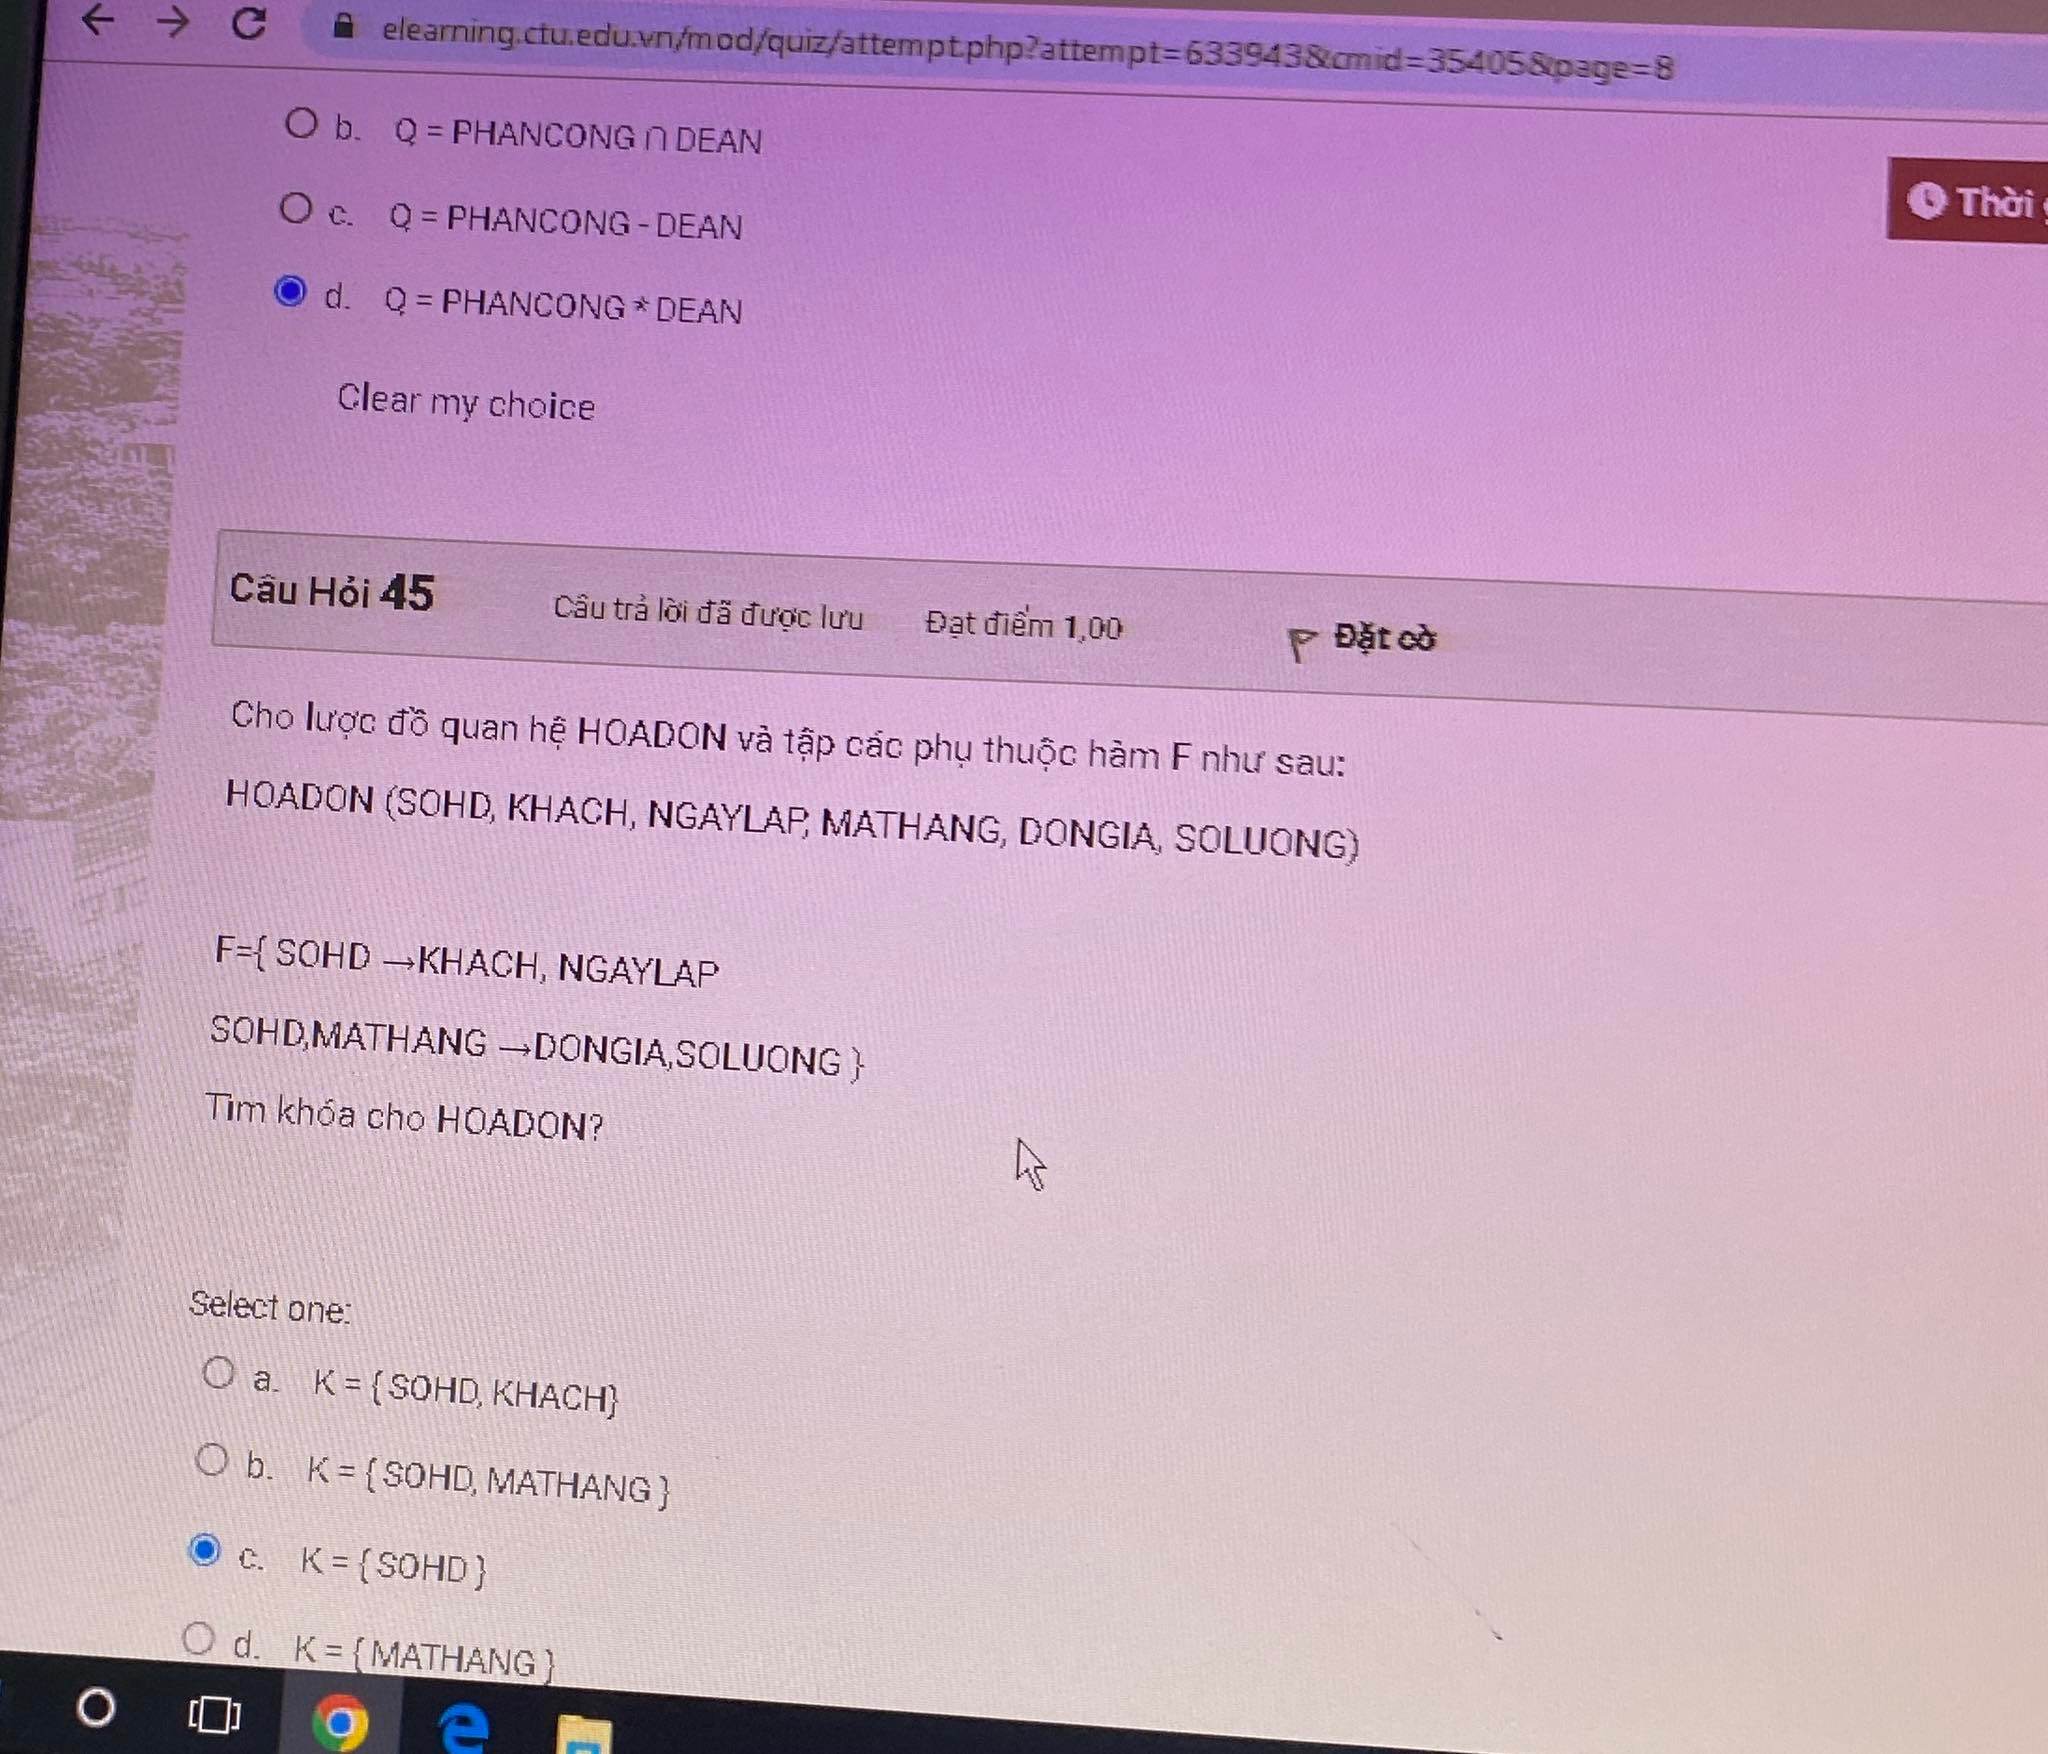 elearning.ctu.edu.vn/mod/quiz/attempt.php?attempt=633943&cmid=35405&page=8
b. Q = PHANCONG ∩ DEAN
Thời
c. Q = PHANCONG - DEAN
d. Q = PHANCONG * DEAN
Clear my choice
Câu Hỏi 45 Câu trả lời đã được lưu Đạt điểm 1,00 Đặt cờ
Cho lược đồ quan hệ HOADON và tập các phụ thuộc hàm F như sau:
HOADON (SOHD, KHACH, NGAYLAP, MATHANG, DONGIA, SOLUONG)
F={ SOHD →KHACH, NGAYLAP
SOHD,MATHANG →DONGIA,SOLUONG }
Tìm khóa cho HOADON?
Select one:
a. K = {SOHD, KHACH}
b. K = { SOHD, MATHANG }
c. K = { SOHD }
d. K = { MATHANG }